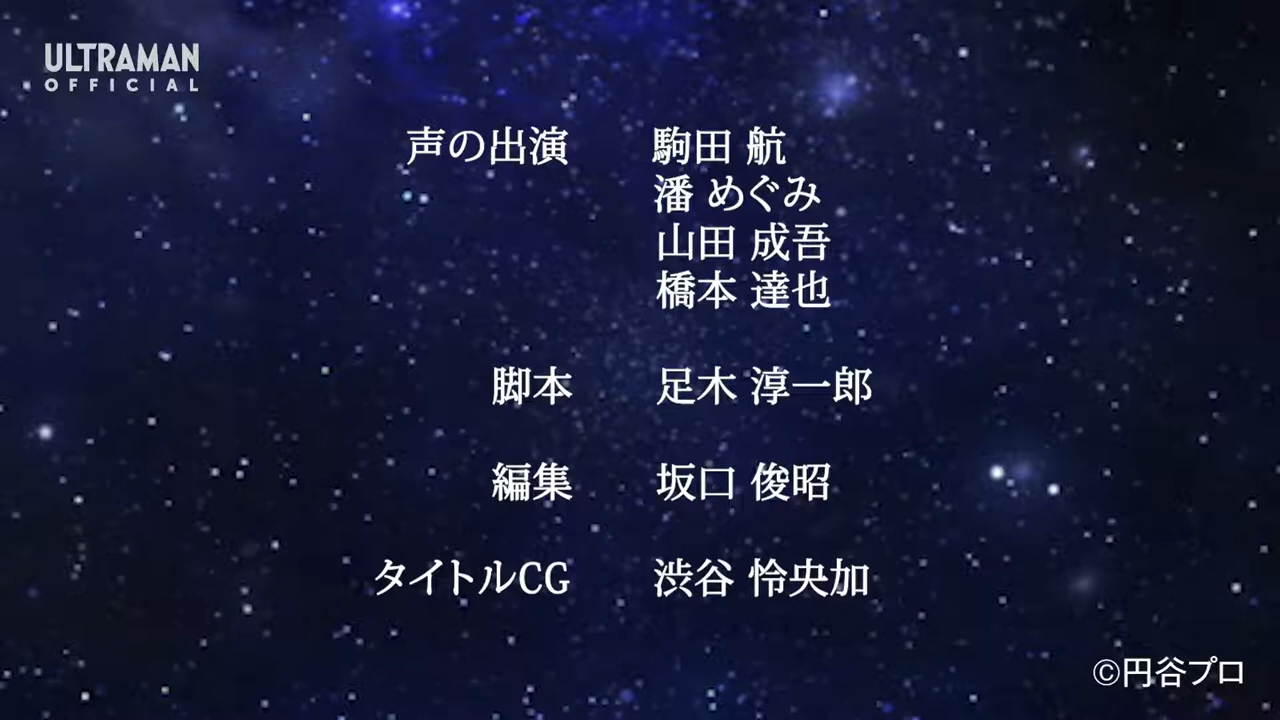 ULTRAMAN
OFFICIAL
声の出演 駒田 航
潘 めぐみ
山田 成吾
橋本 達也
脚本 足木 淳一郎
編集 坂口 俊昭
タイトルCG 渋谷 怜央加
©円谷プロ